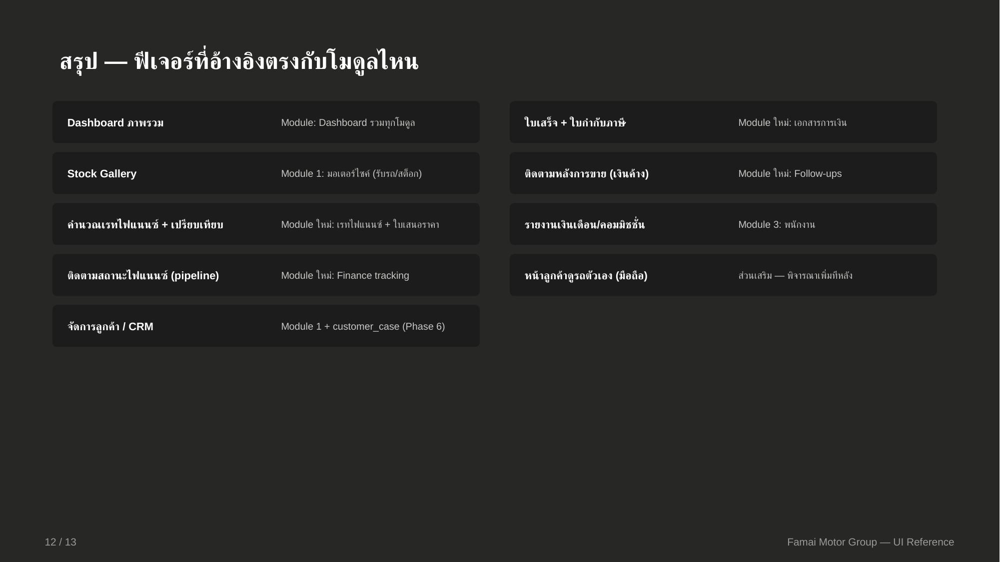 สรุป — ฟีเจอร์ที่อ้างอิงตรงกับโมดูลไหน
Dashboard ภาพรวม
Module: Dashboard รวมทุกโมดูล
Stock Gallery
Module 1: มอเตอร์ไซค์ (รับรถ/สต็อก)
คำนวณเรทไฟแนนซ์ + เปรียบเทียบ
Module ใหม่: เรทไฟแนนซ์ + ใบเสนอราคา
ติดตามสถานะไฟแนนซ์ (pipeline)
Module ใหม่: Finance tracking
จัดการลูกค้า / CRM
Module 1 + customer_case (Phase 6)
ใบเสร็จ + ใบกำกับภาษี
Module ใหม่: เอกสารการเงิน
ติดตามหลังการขาย (เงินค้าง)
Module ใหม่: Follow-ups
รายงานเงินเดือน/คอมมิชชั่น
Module 3: พนักงาน
หน้าลูกค้าดูรถตัวเอง (มือถือ)
ส่วนเสริม — พิจารณาเพิ่มทีหลัง
12 / 13
Famai Motor Group — UI Reference